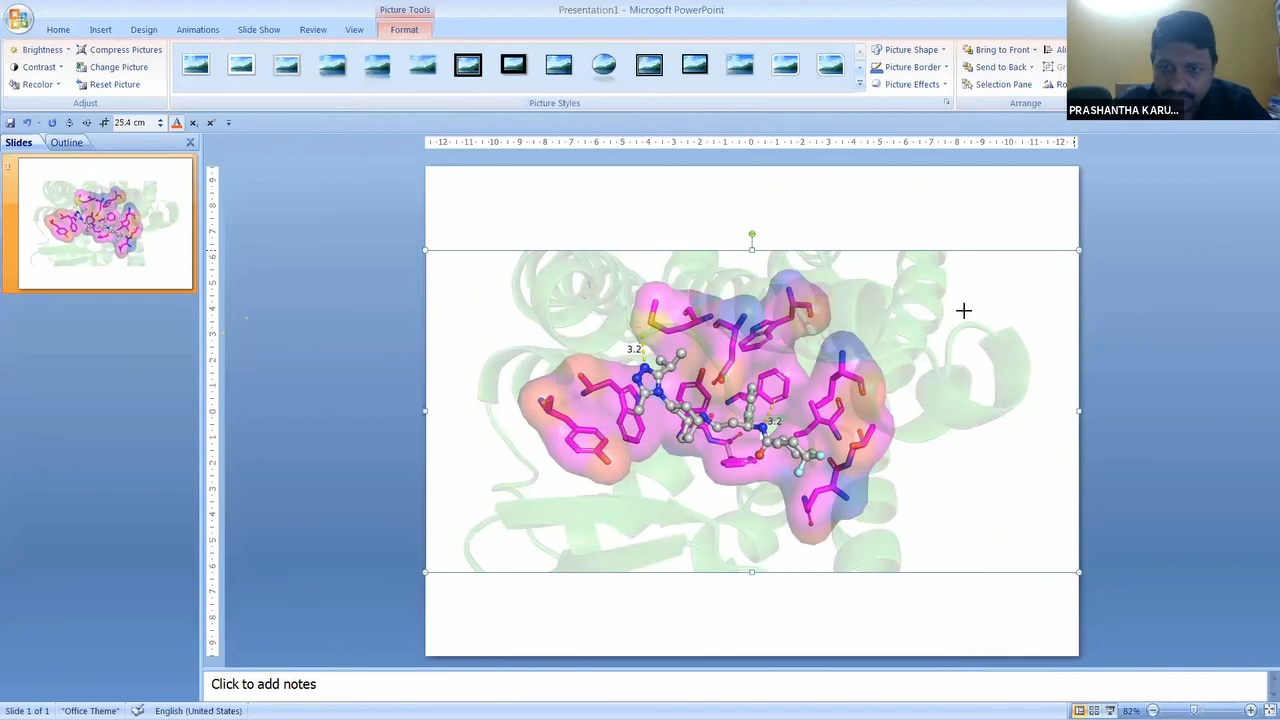 Picture Tools
Presentation1 - Microsoft PowerPoint
Home Insert Design Animations Slide Show Review View Format
Brightness Compress Pictures
Contrast Change Picture
Recolor Reset Picture
Adjust
Picture Styles
Picture Shape
Picture Border
Picture Effects
Bring to Front
Send to Back
Selection Pane
Arrange
PRASHANTHA KARU...
25.4 cm
Slides Outline
1
3.2
3.2
Click to add notes
Slide 1 of 1 "Office Theme" English (United States) 82%